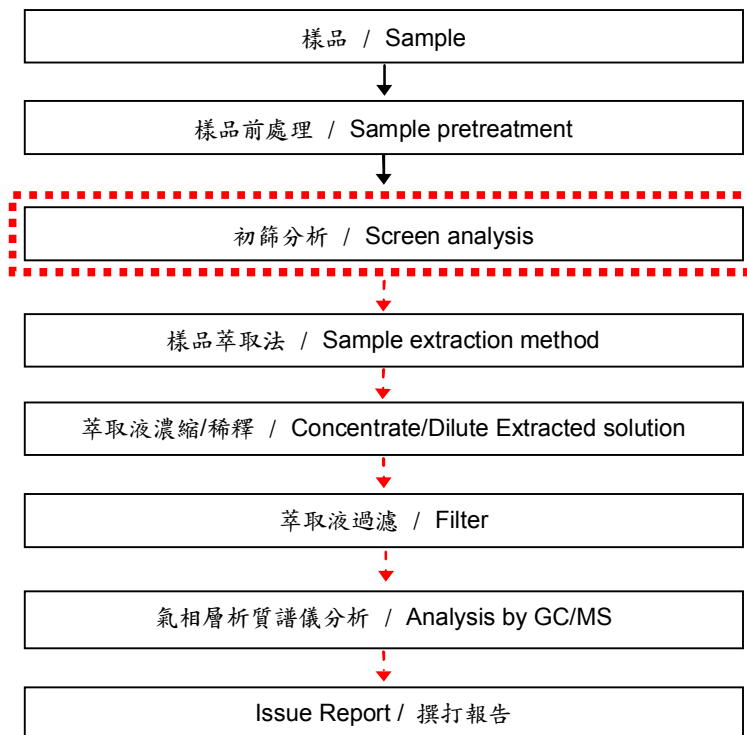 樣品 / Sample
樣品前處理 / Sample pretreatment
初篩分析 / Screen analysis
樣品萃取法 / Sample extraction method
萃取液濃縮/稀釋 / Concentrate/Dilute Extracted solution
萃取液過濾 / Filter
氣相層析質譜儀分析 / Analysis by GC/MS
Issue Report / 撰打報告